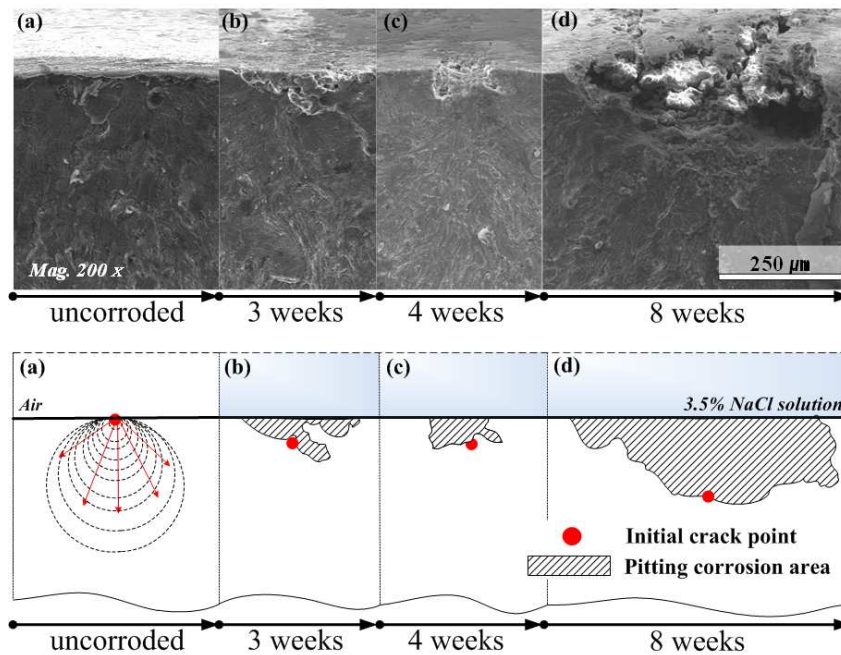 (a) (b) (c) (d)
Mag. 200 x
250 µm
uncorroded 3 weeks 4 weeks 8 weeks
(a) (b) (c) (d)
Air 3.5% NaCl solution
Initial crack point
Pitting corrosion area
uncorroded 3 weeks 4 weeks 8 weeks